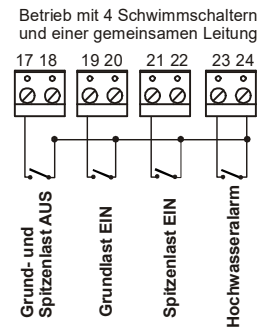 Betrieb mit 4 Schwimmschaltern
und einer gemeinsamen Leitung
17 18 19 20 21 22 23 24
Grund- und
Spitzenlast AUS
Grundlast EIN
Spitzenlast EIN
Hochwasseralarm